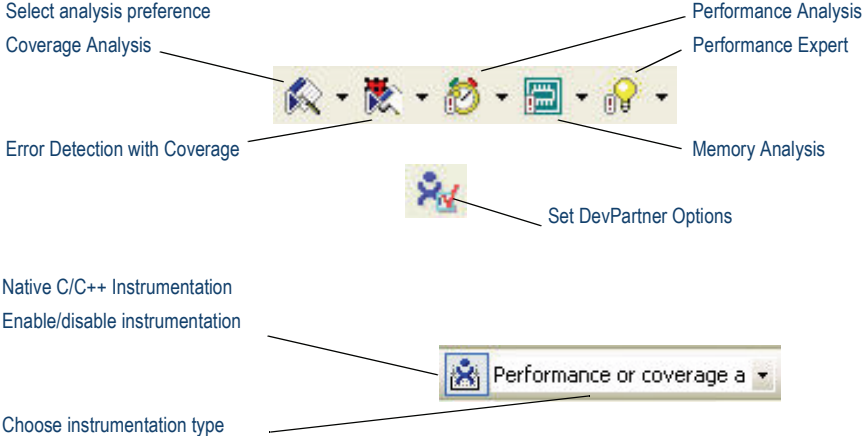 Select analysis preference
Performance Analysis
Coverage Analysis
Performance Expert
Error Detection with Coverage
Memory Analysis
Set DevPartner Options
Native C/C++ Instrumentation
Enable/disable instrumentation
Performance or coverage a
Choose instrumentation type